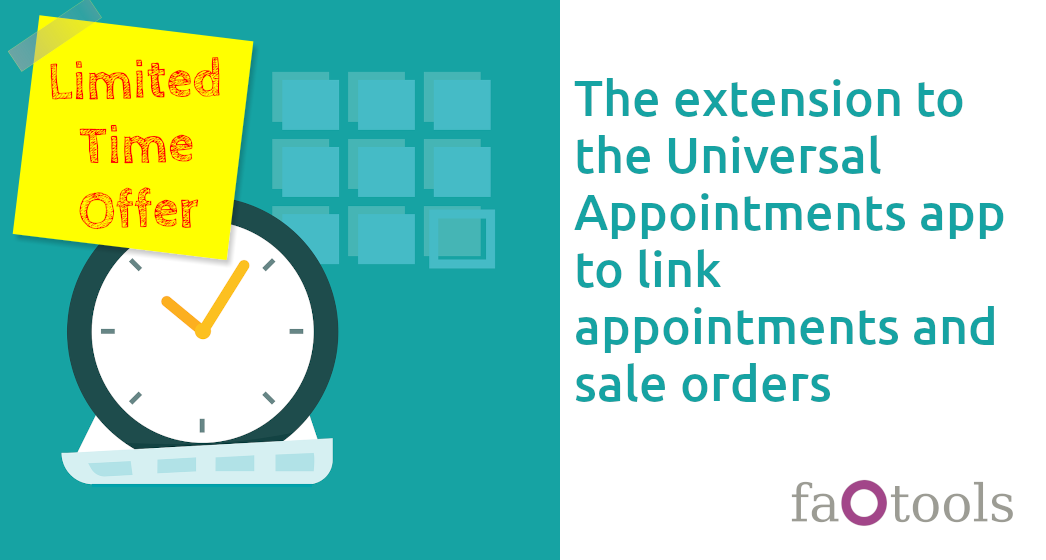 Limited
Time
Offer
The extension to
the Universal
Appointments app
to link
appointments and
sale orders
faOtools